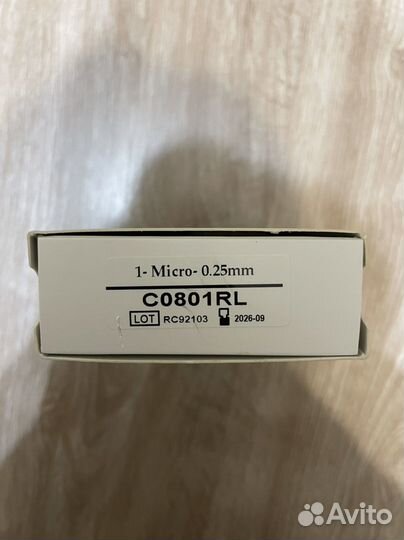 1- Micro- 0.25mm
C0801RL
LOT RC92103 2026-09
Avito